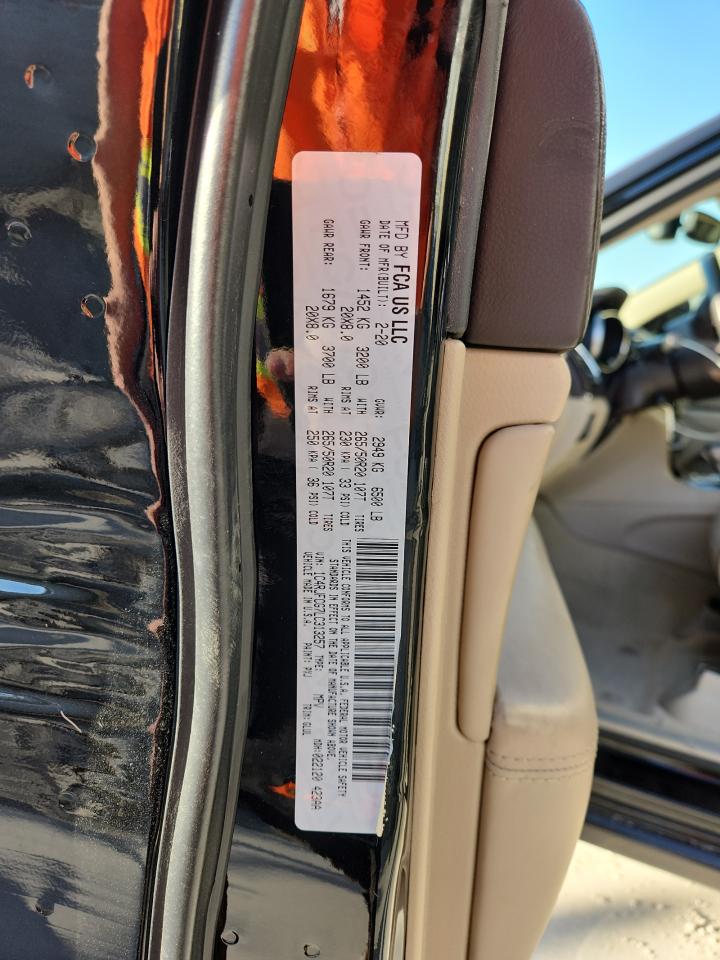 MFD BY FCA US LLC
DATE OF MFR(BUILT): 2-20 GVWR: 2949 KG 6500 LB
GAWR FRONT: 1452 KG 3200 LB WITH 265/50R20 107T TIRES
20X8.0 RIMS AT 230 KPA( 33 PSI) COLD
GAWR REAR: 1679 KG 3700 LB WITH 265/50R20 107T TIRES
20X8.0 RIMS AT 250 KPA( 36 PSI) COLD
THIS VEHICLE CONFORMS TO ALL APPLICABLE U.S.A. FEDERAL MOTOR VEHICLE SAFETY
STANDARDS IN EFFECT ON THE DATE OF MANUFACTURE SHOWN ABOVE.
VIN: TYPE: MPV MDH:022120 423AA
VEHICLE MADE IN U.S.A. PAINT: TRIM: